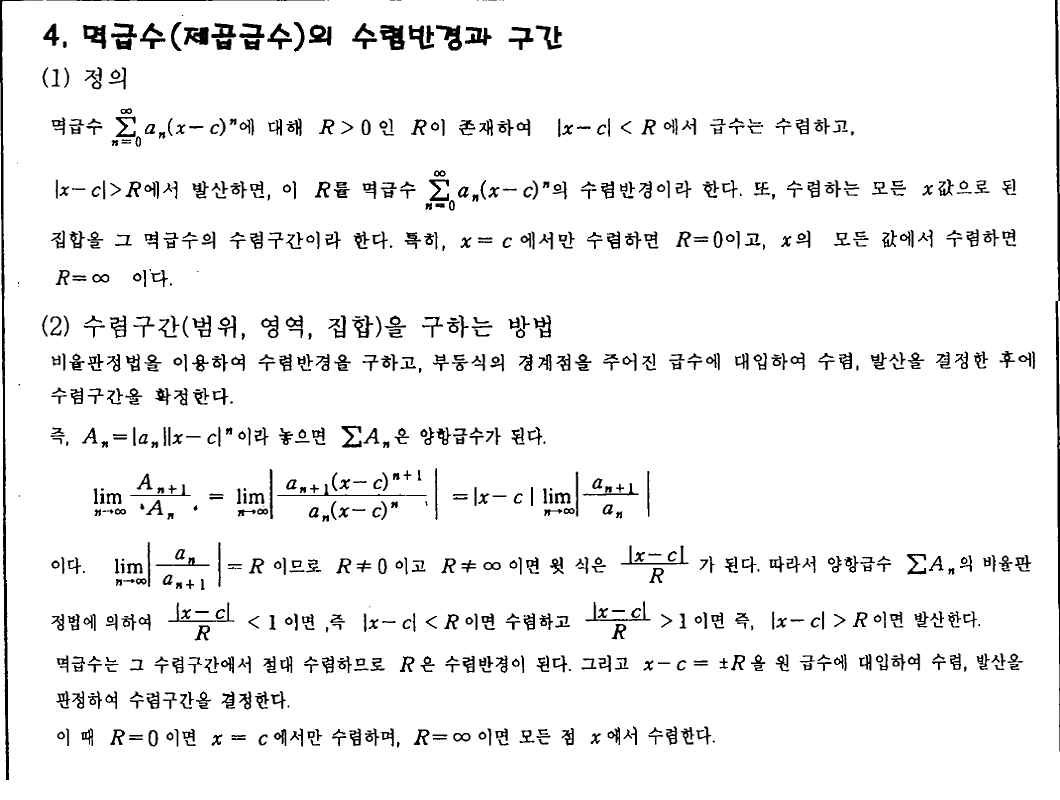 4. 멱급수(제곱급수)의 수렴반경과 구간
(1) 정의
멱급수 $\sum_{n=0}^{\infty} a_n(x-c)^n$에 대해 $R>0$인 $R$이 존재하여 $|x-c|<R$에서 급수는 수렴하고,
$|x-c|>R$에서 발산하면, 이 $R$를 멱급수 $\sum_{n=0}^{\infty} a_n(x-c)^n$의 수렴반경이라 한다. 또, 수렴하는 모든 $x$값으로 된
집합을 그 멱급수의 수렴구간이라 한다. 특히, $x=c$에서만 수렴하면 $R=0$이고, $x$의 모든 값에서 수렴하면
$R=\infty$ 이다.
(2) 수렴구간(범위, 영역, 집합)을 구하는 방법
비율판정법을 이용하여 수렴반경을 구하고, 부등식의 경계점을 주어진 급수에 대입하여 수렴, 발산을 결정한 후에
수렴구간을 확정한다.
즉, $A_n=|a_n||x-c|^n$이라 놓으면 $\sum A_n$은 양항급수가 된다.
$\lim_{n\to\infty} \frac{A_{n+1}}{A_n} = \lim_{n\to\infty}\left|\frac{a_{n+1}(x-c)^{n+1}}{a_n(x-c)^n}\right| = |x-c|\lim_{n\to\infty}\left|\frac{a_{n+1}}{a_n}\right|$
이다. $\lim_{n\to\infty}\left|\frac{a_n}{a_{n+1}}\right|=R$이므로 $R\neq 0$이고 $R\neq\infty$이면 윗 식은 $\frac{|x-c|}{R}$가 된다. 따라서 양항급수 $\sum A_n$의 비율판
정법에 의하여 $\frac{|x-c|}{R}<1$이면 ,즉 $|x-c|<R$이면 수렴하고 $\frac{|x-c|}{R}>1$이면 즉, $|x-c|>R$이면 발산한다.
멱급수는 그 수렴구간에서 절대 수렴하므로 $R$은 수렴반경이 된다. 그리고 $x-c=\pm R$을 원 급수에 대입하여 수렴, 발산을
판정하여 수렴구간을 결정한다.
이 때 $R=0$이면 $x=c$에서만 수렴하며, $R=\infty$이면 모든 점 $x$에서 수렴한다.